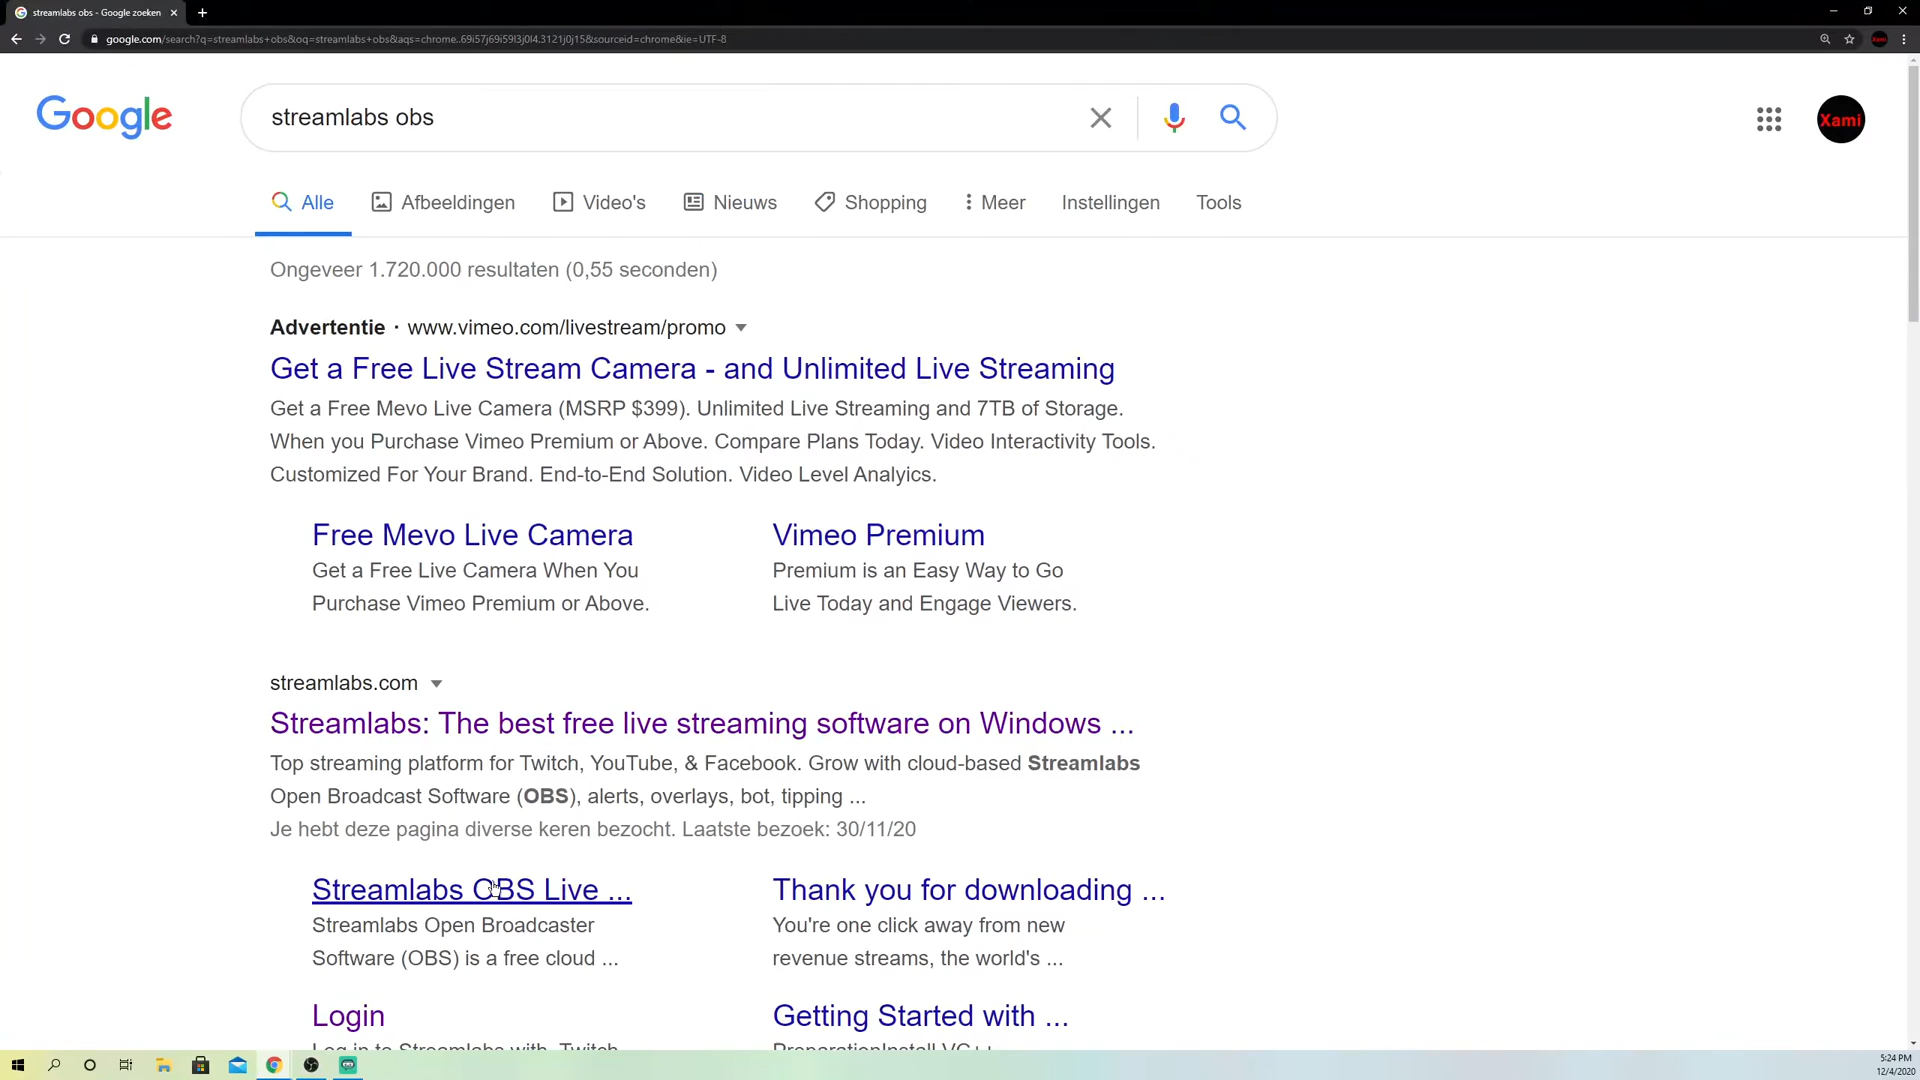 streamlabs obs - Google zoeken
google.com/search?q=streamlabs+obs&oq=streamlabs+obs&aqs=chrome..69i57j69i59l3j0l4.3121j0j15&sourceid=chrome&ie=UTF-8
Google
streamlabs obs
Xami
Alle
Afbeeldingen
Video's
Nieuws
Shopping
Meer
Instellingen
Tools
Ongeveer 1.720.000 resultaten (0,55 seconden)
Advertentie · www.vimeo.com/livestream/promo
Get a Free Live Stream Camera - and Unlimited Live Streaming
Get a Free Mevo Live Camera (MSRP $399). Unlimited Live Streaming and 7TB of Storage.
When you Purchase Vimeo Premium or Above. Compare Plans Today. Video Interactivity Tools.
Customized For Your Brand. End-to-End Solution. Video Level Analyics.
Free Mevo Live Camera
Get a Free Live Camera When You
Purchase Vimeo Premium or Above.
Vimeo Premium
Premium is an Easy Way to Go
Live Today and Engage Viewers.
streamlabs.com
Streamlabs: The best free live streaming software on Windows ...
Top streaming platform for Twitch, YouTube, & Facebook. Grow with cloud-based Streamlabs
Open Broadcast Software (OBS), alerts, overlays, bot, tipping ...
Je hebt deze pagina diverse keren bezocht. Laatste bezoek: 30/11/20
Streamlabs OBS Live ...
Streamlabs Open Broadcaster
Software (OBS) is a free cloud ...
Thank you for downloading ...
You're one click away from new
revenue streams, the world's ...
Login
Log in to Streamlabs with Twitch
Getting Started with ...
PreparationInstall VC++
5:24 PM
12/4/2020